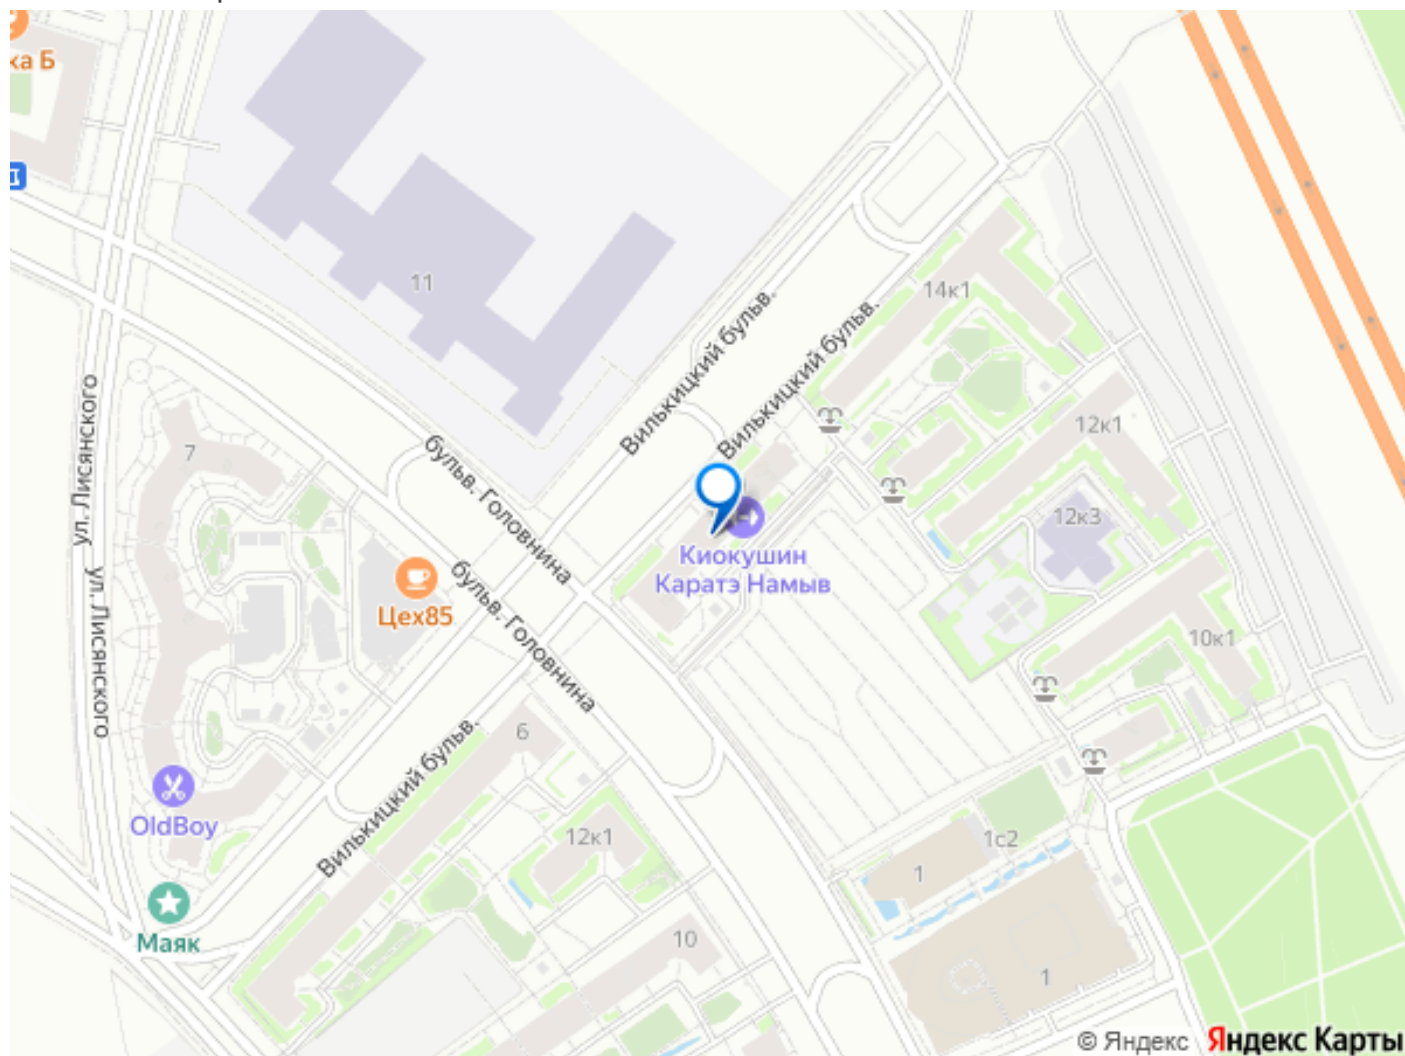 ка Б
11
14к1
Вилькицкий бульв.
Вилькицкий бульв.
ул. Лисянского
7
бульв. Головнина
12к1
12к3
Киокушин
Каратэ Намыв
ул. Лисянского
Цех85
бульв. Головнина
10к1
6
Вилькицкий бульв.
OldBoy
12к1
1с2
1
Маяк
10
1
© Яндекс Яндекс Карты